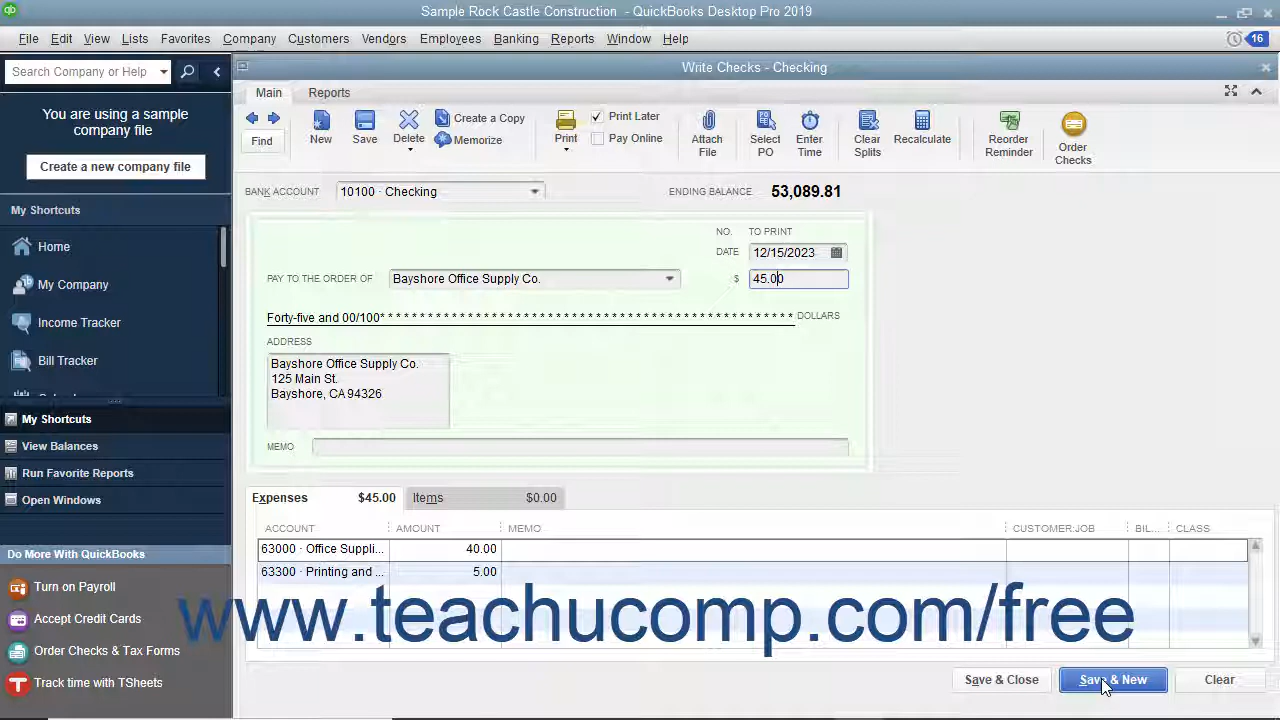 Sample Rock Castle Construction - QuickBooks Desktop Pro 2019
File Edit View Lists Favorites Company Customers Vendors Employees Banking Reports Window Help 16
Search Company or Help
You are using a sample
company file
Create a new company file
My Shortcuts
Home
My Company
Income Tracker
Bill Tracker
My Shortcuts
View Balances
Run Favorite Reports
Open Windows
Do More With QuickBooks
Turn on Payroll
Accept Credit Cards
Order Checks & Tax Forms
Track time with TSheets
Write Checks - Checking
Main Reports
Find
New
Save
Delete
Create a Copy
Memorize
Print
Print Later
Pay Online
Attach
File
Select
PO
Enter
Time
Clear
Splits
Recalculate
Reorder
Reminder
Order
Checks
BANK ACCOUNT 10100 · Checking ENDING BALANCE 53,089.81
NO. TO PRINT
DATE 12/15/2023
PAY TO THE ORDER OF Bayshore Office Supply Co. $ 45.00
Forty-five and 00/100* * * * * * * * * * * * * * * * * * * * * * * * * * * * * * * * * * * * * * * * * * * * * * * * * * DOLLARS
ADDRESS
Bayshore Office Supply Co.
125 Main St.
Bayshore, CA 94326
MEMO
Expenses $45.00 Items $0.00
ACCOUNT AMOUNT MEMO CUSTOMER:JOB BIL... CLASS
63000 · Office Suppli... 40.00
63300 · Printing and ... 5.00
www.teachucomp.com/free
Save & Close Save & New Clear